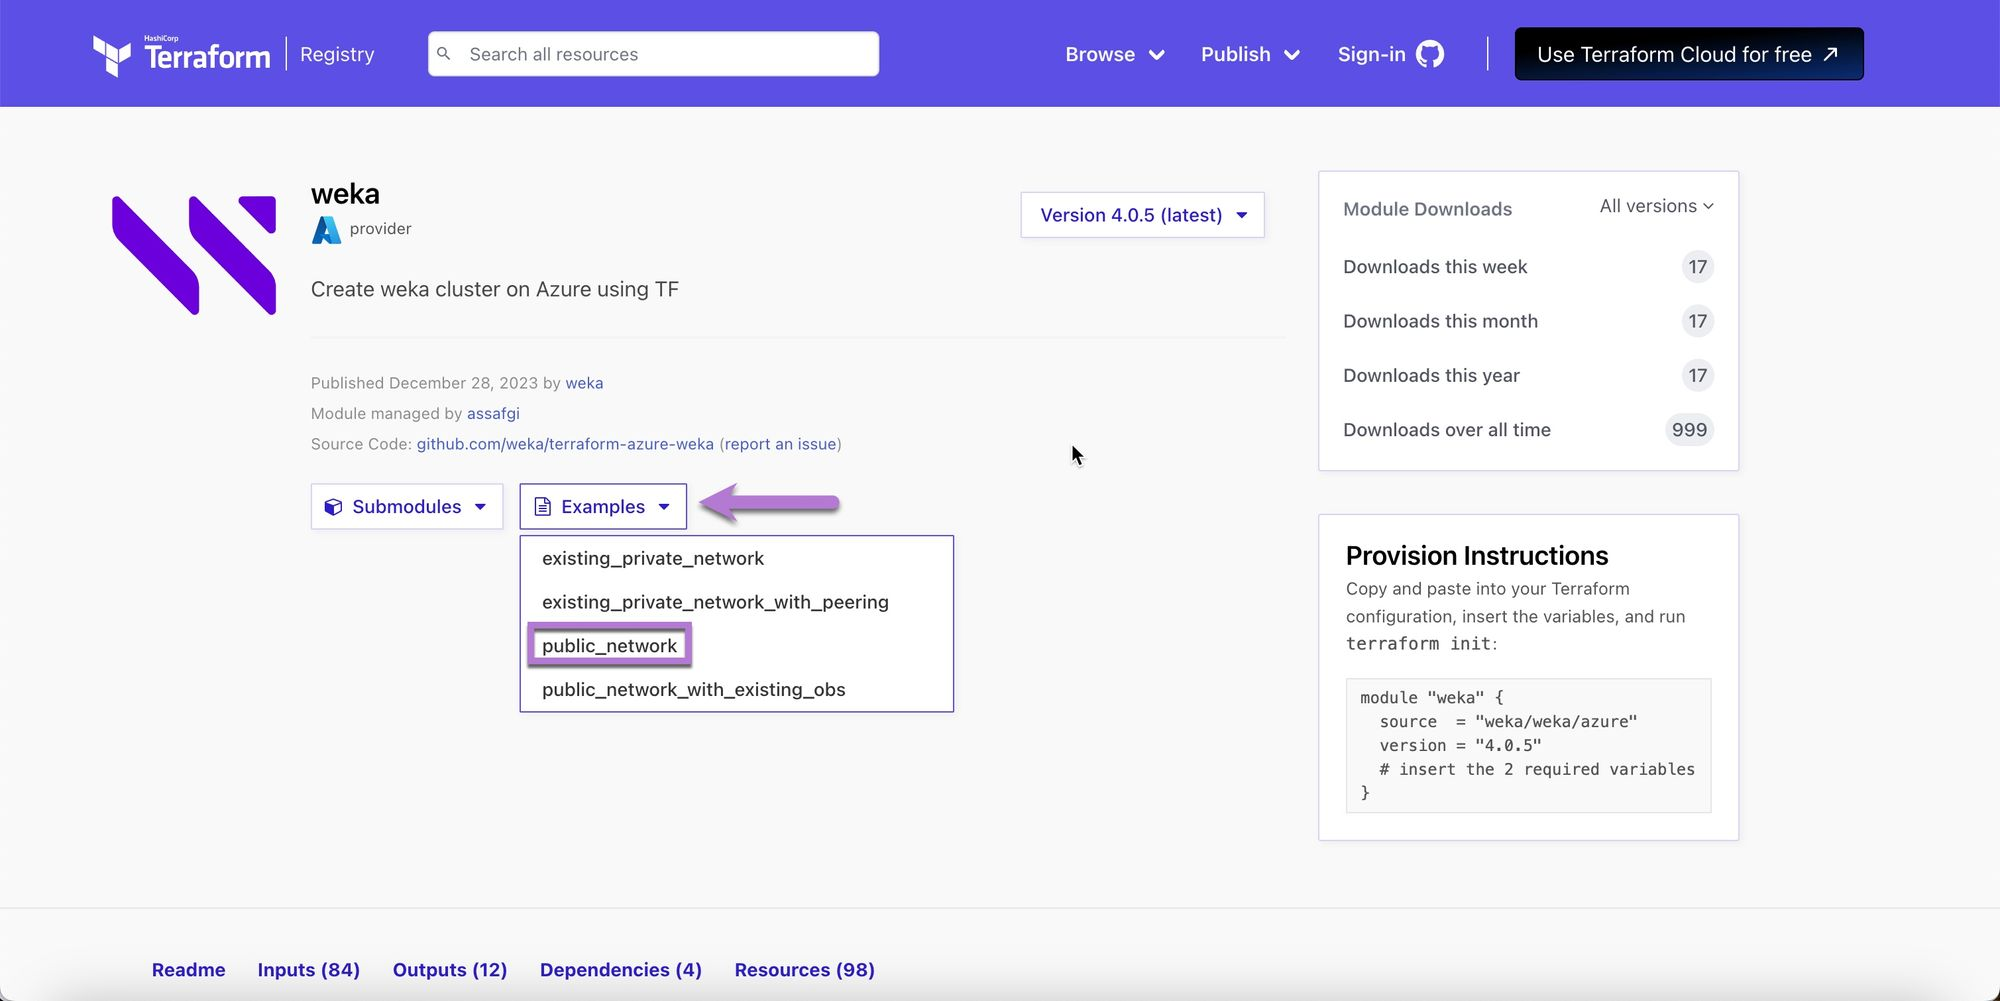 HashiCorp
Terraform
Registry
Search all resources
Browse
Publish
Sign-in
Use Terraform Cloud for free
weka
provider
Version 4.0.5 (latest)
Create weka cluster on Azure using TF
Published December 28, 2023 by weka
Module managed by assafgi
Source Code: github.com/weka/terraform-azure-weka (report an issue)
Submodules
Examples
existing_private_network
existing_private_network_with_peering
public_network
public_network_with_existing_obs
Module Downloads
All versions
Downloads this week 17
Downloads this month 17
Downloads this year 17
Downloads over all time 999
Provision Instructions
Copy and paste into your Terraform
configuration, insert the variables, and run
terraform init:
module "weka" {
  source  = "weka/weka/azure"
  version = "4.0.5"
  # insert the 2 required variables
}
Readme
Inputs (84)
Outputs (12)
Dependencies (4)
Resources (98)